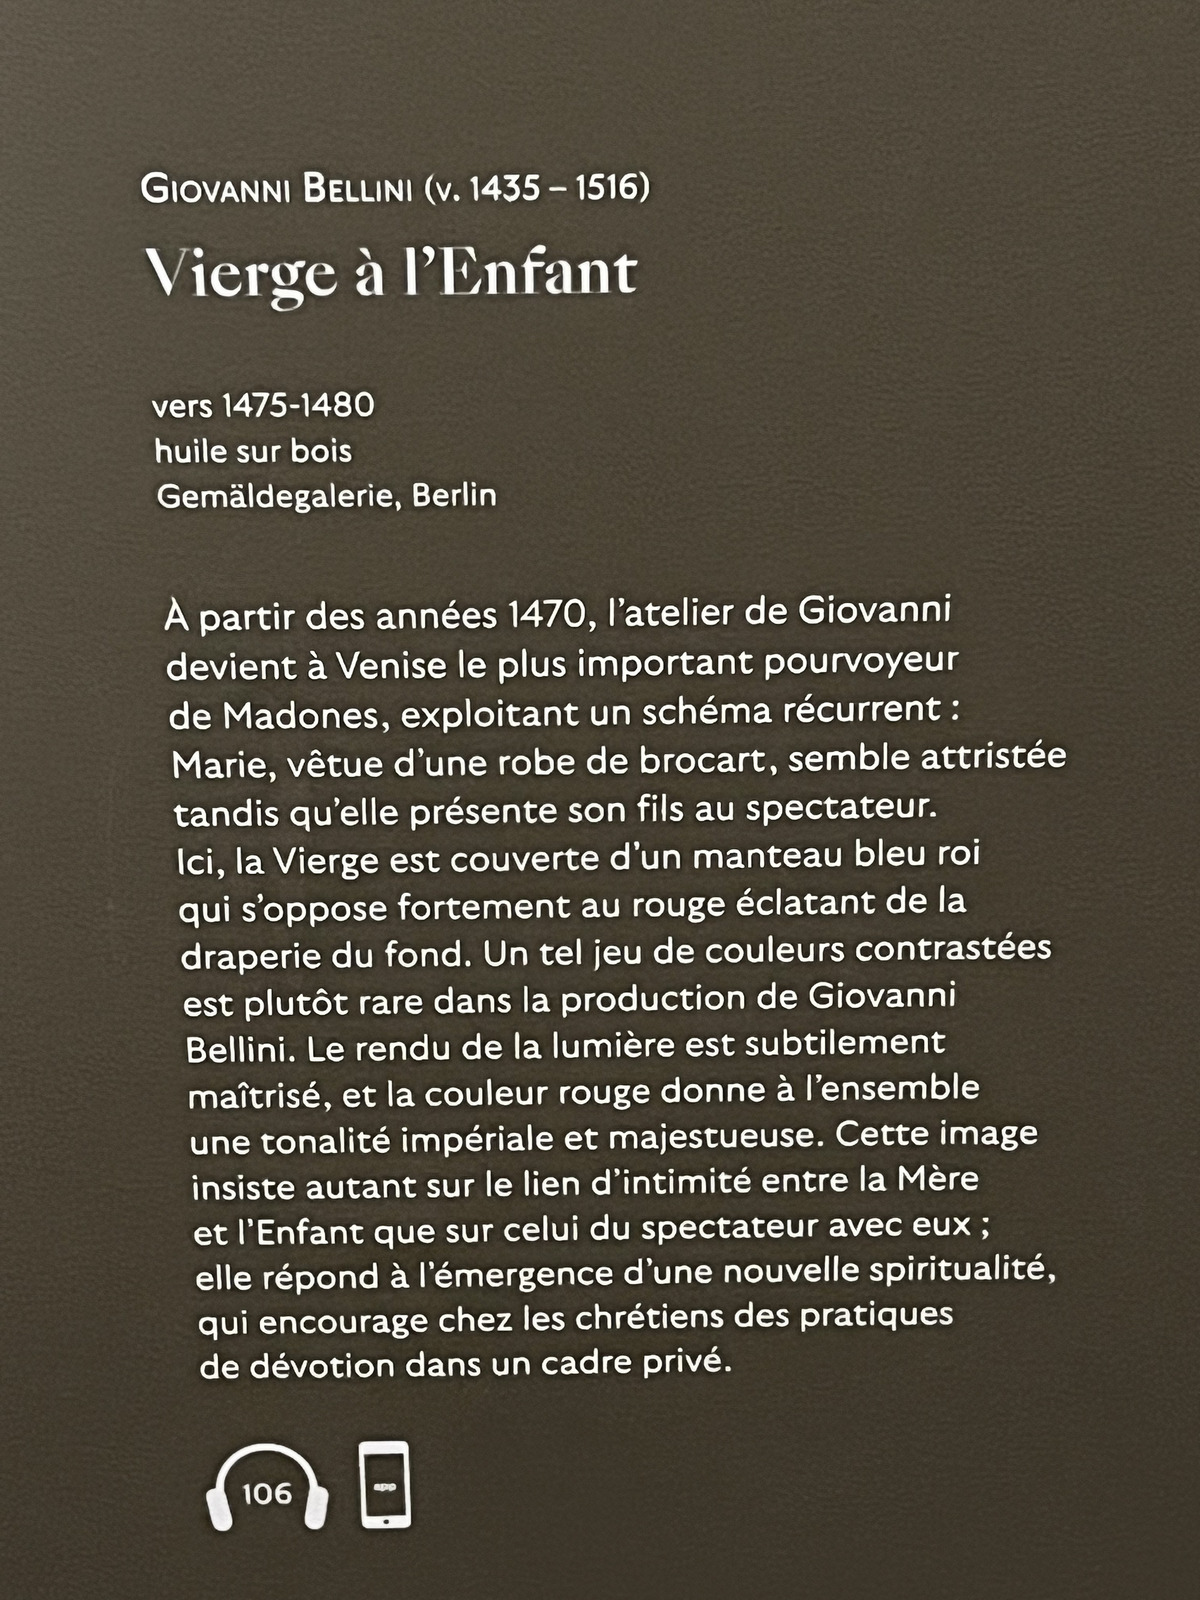 GIOVANNI BELLINI (v. 1435 – 1516)
Vierge à l’Enfant
vers 1475-1480
huile sur bois
Gemäldegalerie, Berlin
À partir des années 1470, l’atelier de Giovanni
devient à Venise le plus important pourvoyeur
de Madones, exploitant un schéma récurrent :
Marie, vêtue d’une robe de brocart, semble attristée
tandis qu’elle présente son fils au spectateur.
Ici, la Vierge est couverte d’un manteau bleu roi
qui s’oppose fortement au rouge éclatant de la
draperie du fond. Un tel jeu de couleurs contrastées
est plutôt rare dans la production de Giovanni
Bellini. Le rendu de la lumière est subtilement
maîtrisé, et la couleur rouge donne à l’ensemble
une tonalité impériale et majestueuse. Cette image
insiste autant sur le lien d’intimité entre la Mère
et l’Enfant que sur celui du spectateur avec eux ;
elle répond à l’émergence d’une nouvelle spiritualité,
qui encourage chez les chrétiens des pratiques
de dévotion dans un cadre privé.
106
app